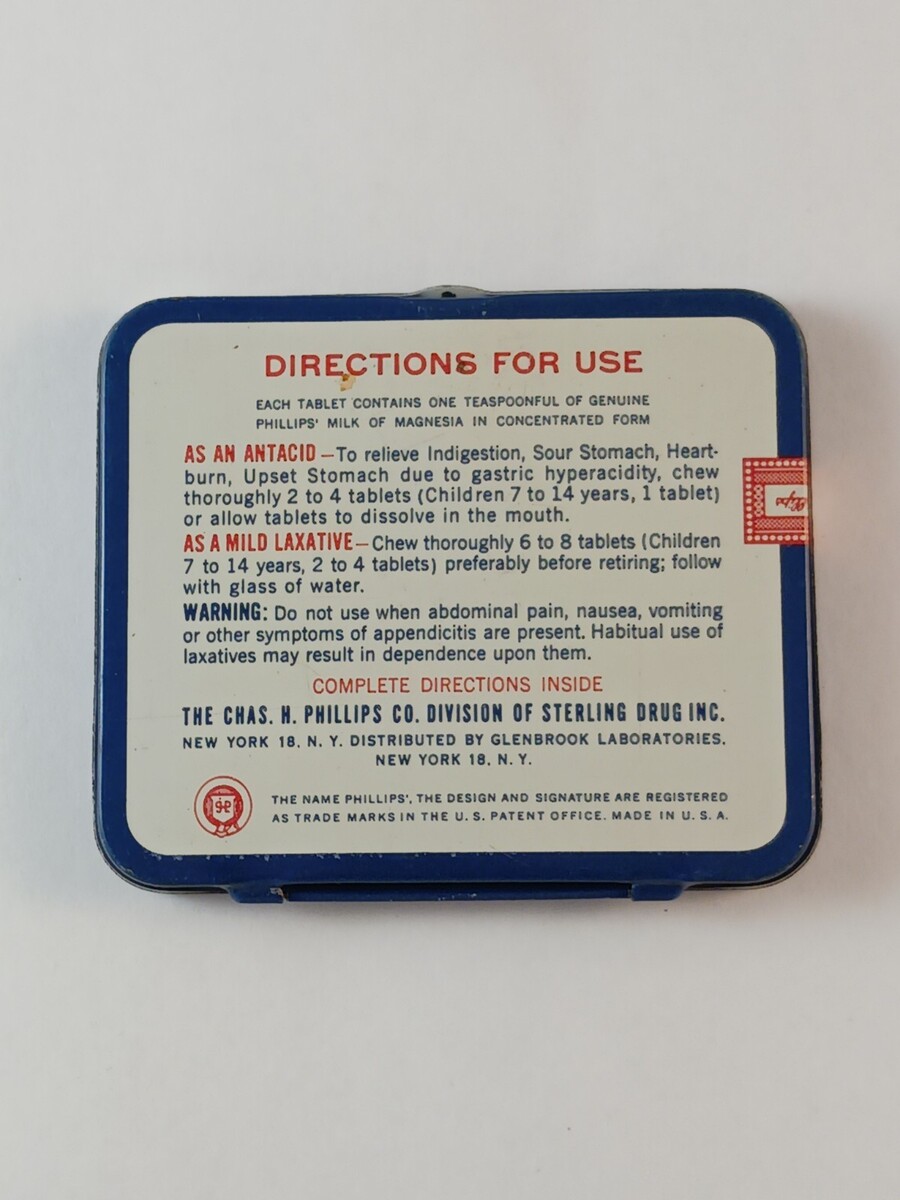 DIRECTIONS FOR USE
EACH TABLET CONTAINS ONE TEASPOONFUL OF GENUINE
PHILLIPS' MILK OF MAGNESIA IN CONCENTRATED FORM
AS AN ANTACID—To relieve Indigestion, Sour Stomach, Heart-
burn, Upset Stomach due to gastric hyperacidity, chew
thoroughly 2 to 4 tablets (Children 7 to 14 years, 1 tablet)
or allow tablets to dissolve in the mouth.
AS A MILD LAXATIVE—Chew thoroughly 6 to 8 tablets (Children
7 to 14 years, 2 to 4 tablets) preferably before retiring; follow
with glass of water.
WARNING: Do not use when abdominal pain, nausea, vomiting
or other symptoms of appendicitis are present. Habitual use of
laxatives may result in dependence upon them.
COMPLETE DIRECTIONS INSIDE
THE CHAS. H. PHILLIPS CO. DIVISION OF STERLING DRUG INC.
NEW YORK 18, N. Y. DISTRIBUTED BY GLENBROOK LABORATORIES,
NEW YORK 18, N. Y.
THE NAME PHILLIPS', THE DESIGN AND SIGNATURE ARE REGISTERED
AS TRADE MARKS IN THE U. S. PATENT OFFICE. MADE IN U. S. A.